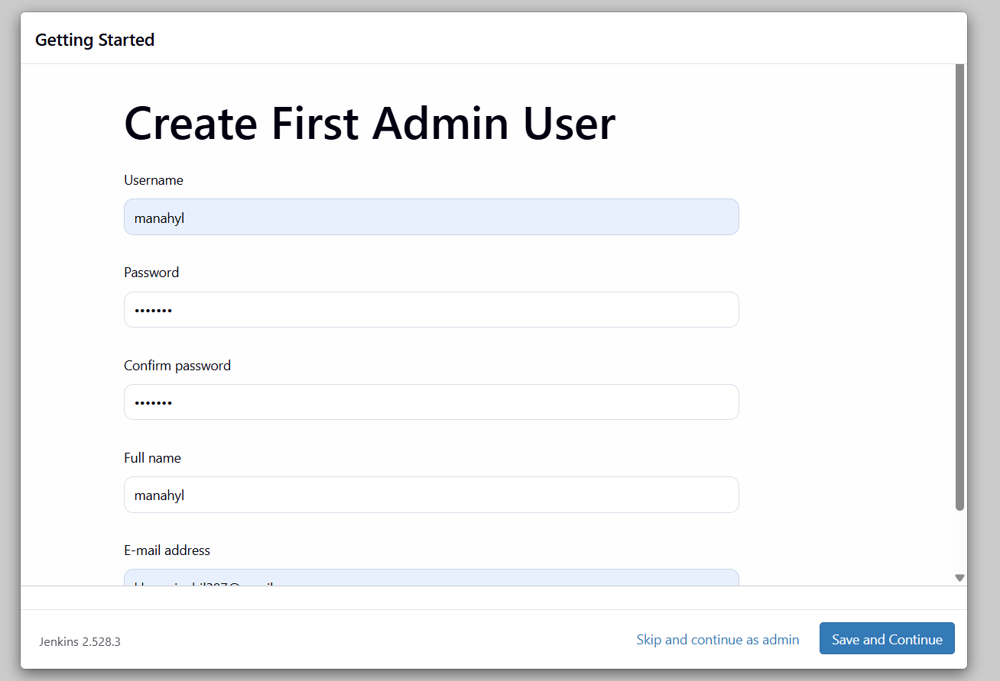 Getting Started
Create First Admin User
Username
manahyl
Password
•••••••
Confirm password
•••••••
Full name
manahyl
E-mail address
Jenkins 2.528.3
Skip and continue as admin
Save and Continue